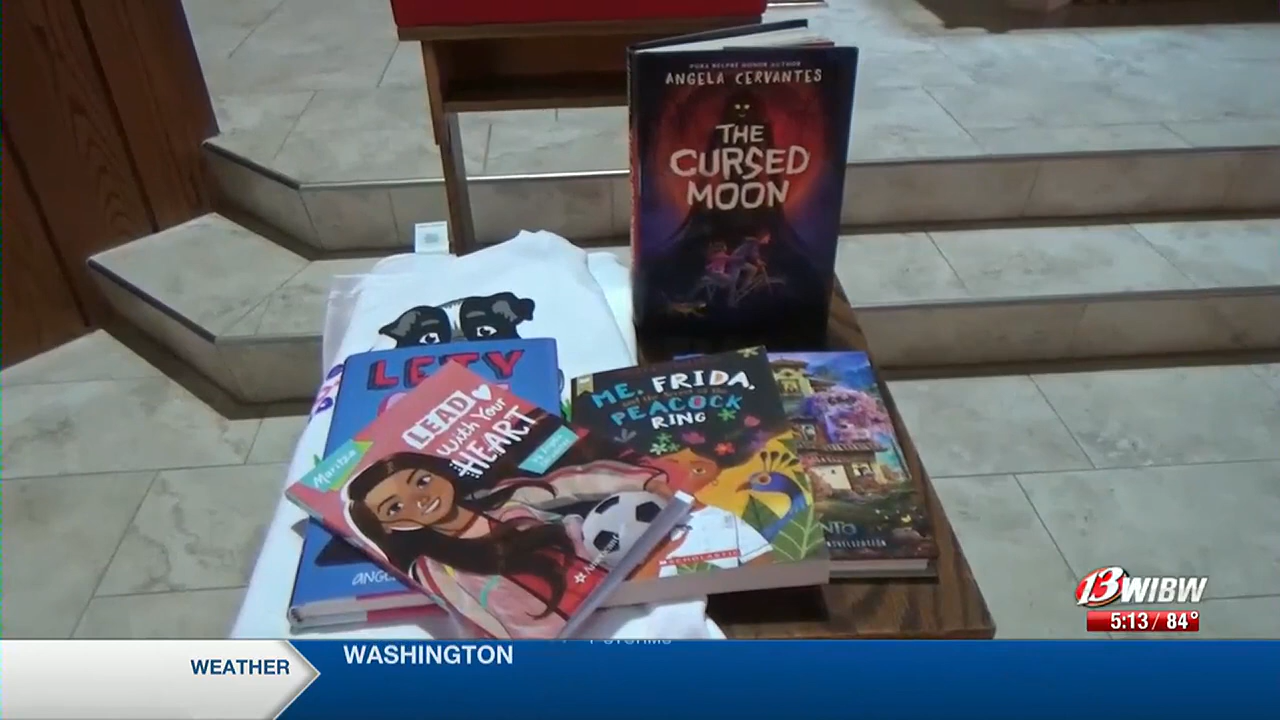 PURA BELPRÉ HONOR AUTHOR
ANGELA CERVANTES
THE
CURSED
MOON
LETY
LEAD
with Your
HEART
Maritza
ANGE
ME, FRIDA,
and the Secret of the
PEACOCK
RING
SCHOLASTIC
13 WIBW
5:13 / 84°
WEATHER
WASHINGTON